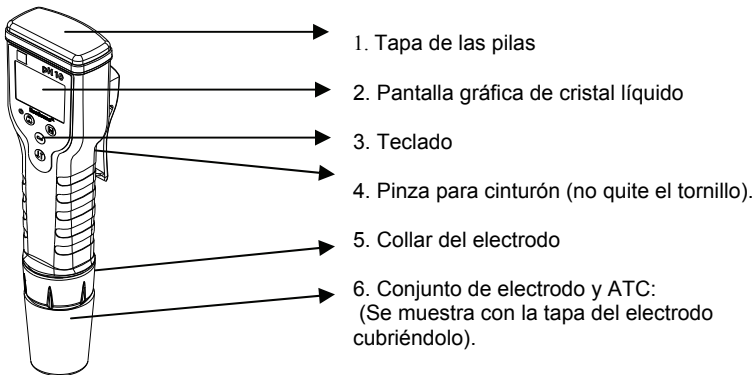 pH 10
1. Tapa de las pilas
2. Pantalla gráfica de cristal líquido
3. Teclado
4. Pinza para cinturón (no quite el tornillo).
5. Collar del electrodo
6. Conjunto de electrodo y ATC:
(Se muestra con la tapa del electrodo
cubriéndolo).